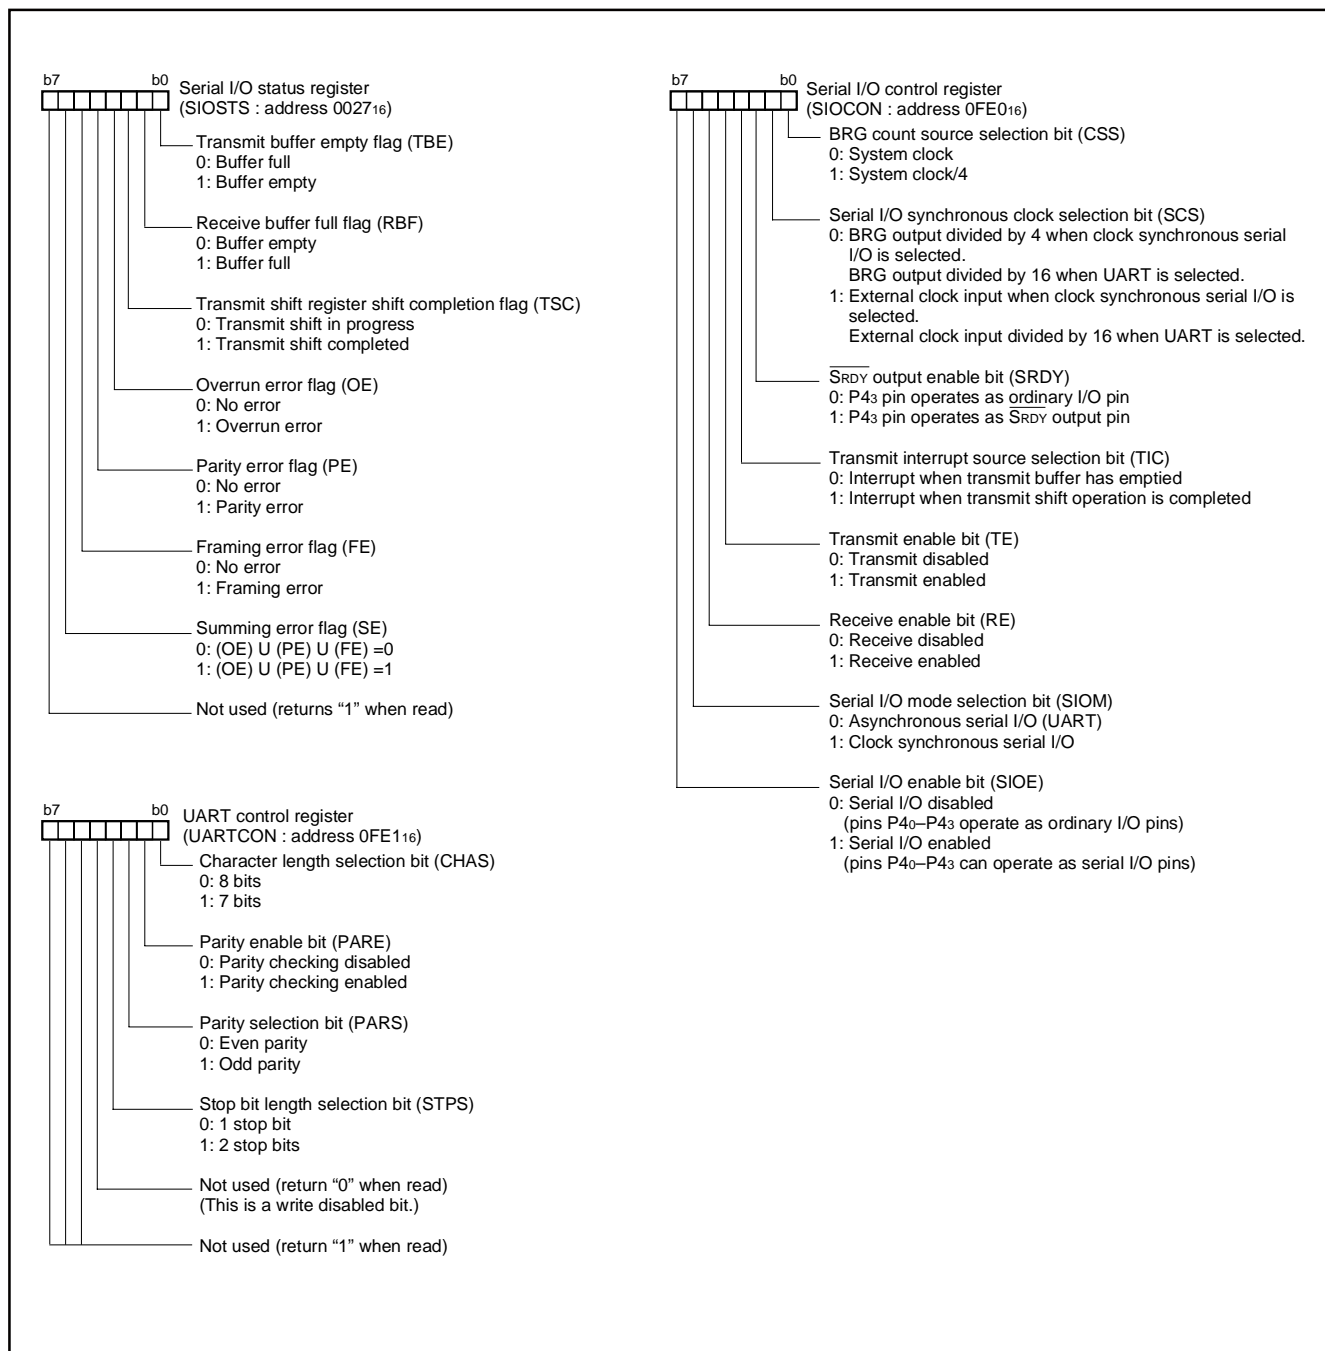 b7 b0 Serial I/O status register
(SIOSTS : address 002716)
Transmit buffer empty flag (TBE)
0: Buffer full
1: Buffer empty
Receive buffer full flag (RBF)
0: Buffer empty
1: Buffer full
Transmit shift register shift completion flag (TSC)
0: Transmit shift in progress
1: Transmit shift completed
Overrun error flag (OE)
0: No error
1: Overrun error
Parity error flag (PE)
0: No error
1: Parity error
Framing error flag (FE)
0: No error
1: Framing error
Summing error flag (SE)
0: (OE) U (PE) U (FE) =0
1: (OE) U (PE) U (FE) =1
Not used (returns “1” when read)
b7 b0 UART control register
(UARTCON : address 0FE116)
Character length selection bit (CHAS)
0: 8 bits
1: 7 bits
Parity enable bit (PARE)
0: Parity checking disabled
1: Parity checking enabled
Parity selection bit (PARS)
0: Even parity
1: Odd parity
Stop bit length selection bit (STPS)
0: 1 stop bit
1: 2 stop bits
Not used (return “0” when read)
(This is a write disabled bit.)
Not used (return “1” when read)
b7 b0 Serial I/O control register
(SIOCON : address 0FE016)
BRG count source selection bit (CSS)
0: System clock
1: System clock/4
Serial I/O synchronous clock selection bit (SCS)
0: BRG output divided by 4 when clock synchronous serial
I/O is selected.
BRG output divided by 16 when UART is selected.
1: External clock input when clock synchronous serial I/O is
selected.
External clock input divided by 16 when UART is selected.
SRDY output enable bit (SRDY)
0: P43 pin operates as ordinary I/O pin
1: P43 pin operates as SRDY output pin
Transmit interrupt source selection bit (TIC)
0: Interrupt when transmit buffer has emptied
1: Interrupt when transmit shift operation is completed
Transmit enable bit (TE)
0: Transmit disabled
1: Transmit enabled
Receive enable bit (RE)
0: Receive disabled
1: Receive enabled
Serial I/O mode selection bit (SIOM)
0: Asynchronous serial I/O (UART)
1: Clock synchronous serial I/O
Serial I/O enable bit (SIOE)
0: Serial I/O disabled
(pins P40–P43 operate as ordinary I/O pins)
1: Serial I/O enabled
(pins P40–P43 can operate as serial I/O pins)